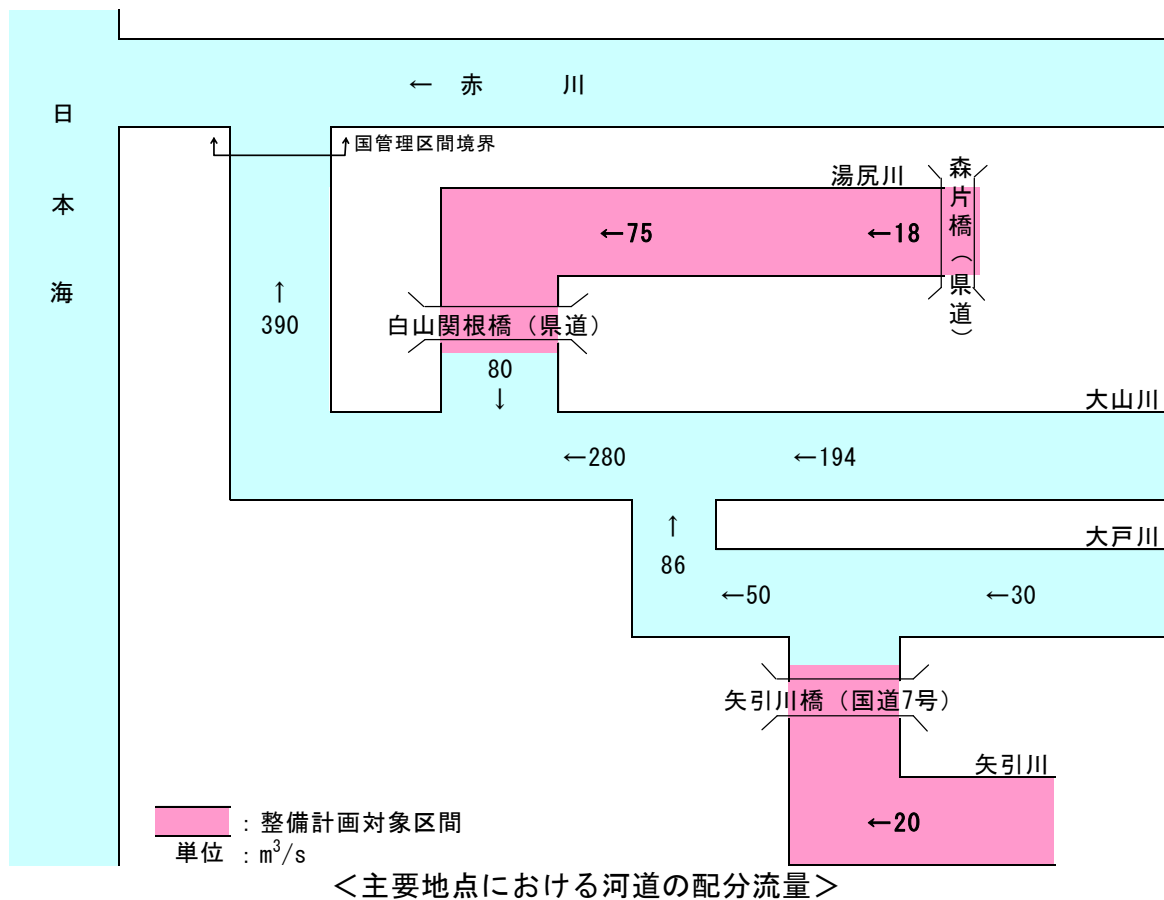 ← 赤 川
日本海
国管理区間境界
湯尻川
森片橋（県道）
←75
←18
↑
390
白山関根橋（県道）
80
↓
大山川
←280
←194
↑
86
大戸川
←50
←30
矢引川橋（国道7号）
矢引川
←20
：整備計画対象区間
単位：m³/s
＜主要地点における河道の配分流量＞